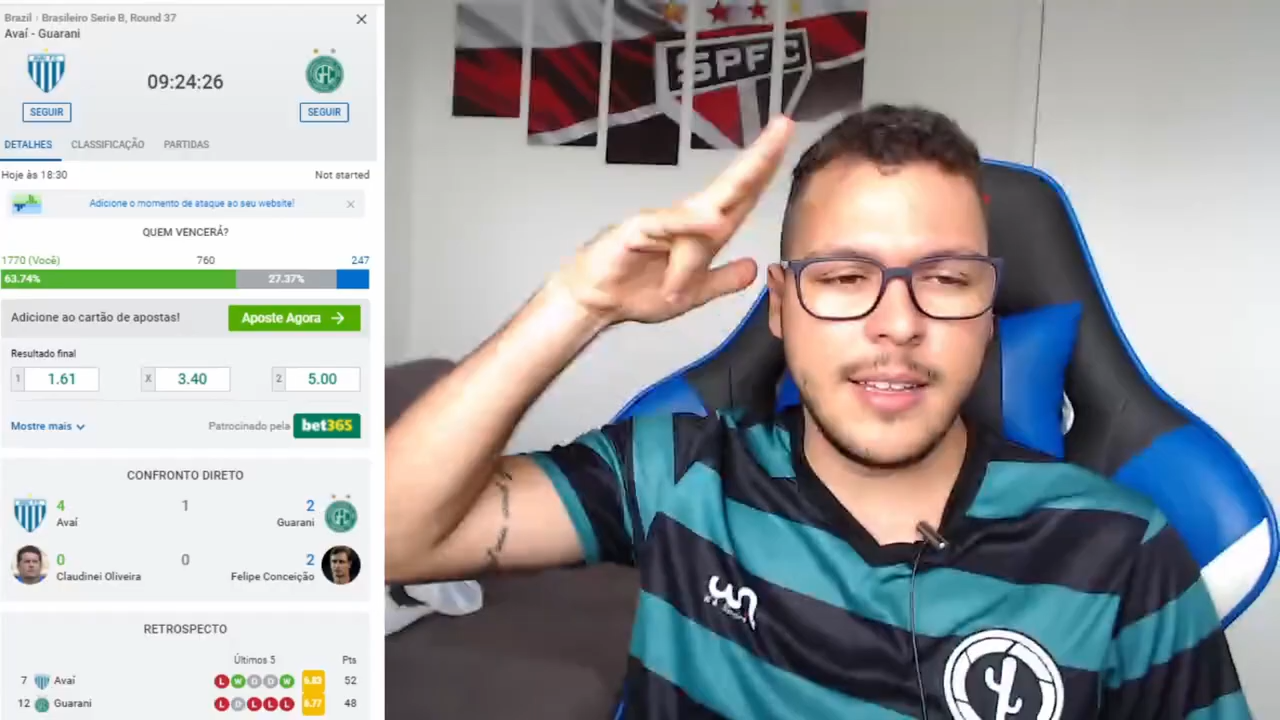 Brazil · Brasileiro Serie B, Round 37
Avaí - Guarani
09:24:26
SEGUIR
SEGUIR
DETALHES CLASSIFICAÇÃO PARTIDAS
Hoje às 18:30 Not started
Adicione o momento de ataque ao seu website!
QUEM VENCERÁ?
1770 (Você) 760 247
63.74% 27.37%
Adicione ao cartão de apostas!
Aposte Agora
Resultado final
1 1.61 X 3.40 2 5.00
Mostre mais
Patrocinado pela bet365
CONFRONTO DIRETO
4 1 2
Avaí Guarani
0 0 2
Claudinei Oliveira Felipe Conceição
RETROSPECTO
Últimos 5 Pts
7 Avaí L W D D W 6.83 52
12 Guarani L D L L L 6.77 48
SPFC